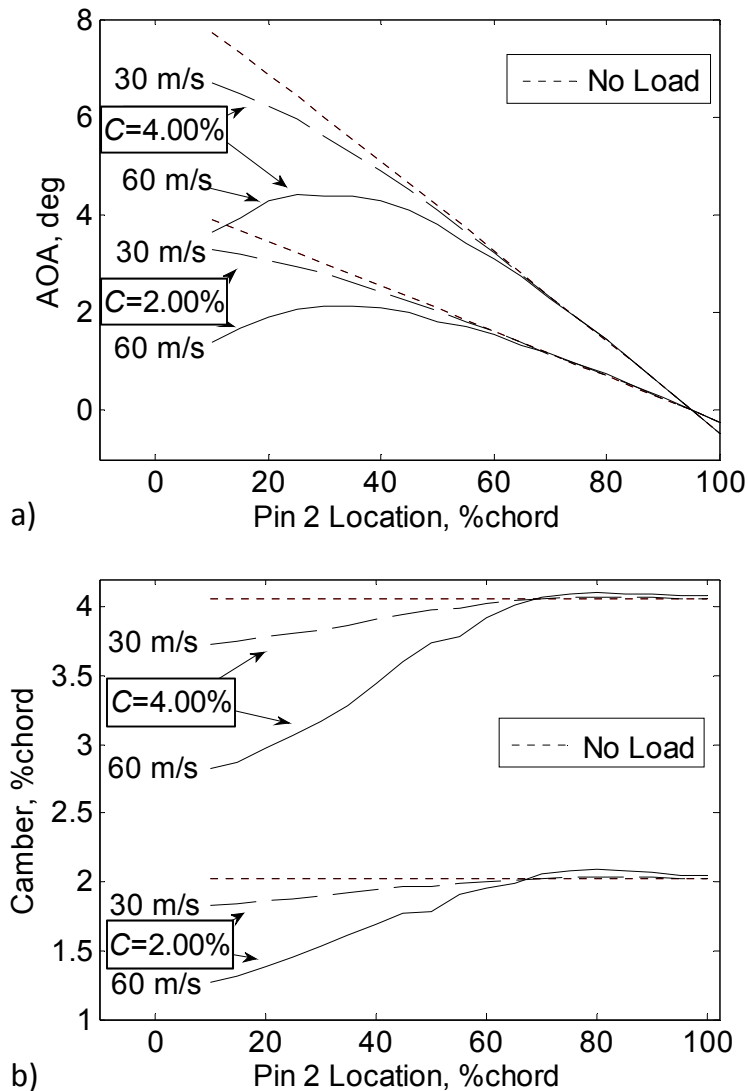 8
6
4
2
0
AOA, deg
30 m/s
C=4.00%
60 m/s
30 m/s
C=2.00%
60 m/s
No Load
0 20 40 60 80 100
Pin 2 Location, %chord
a)
4
3.5
3
2.5
2
1.5
1
Camber, %chord
30 m/s
C=4.00%
60 m/s
30 m/s
C=2.00%
60 m/s
No Load
0 20 40 60 80 100
Pin 2 Location, %chord
b)